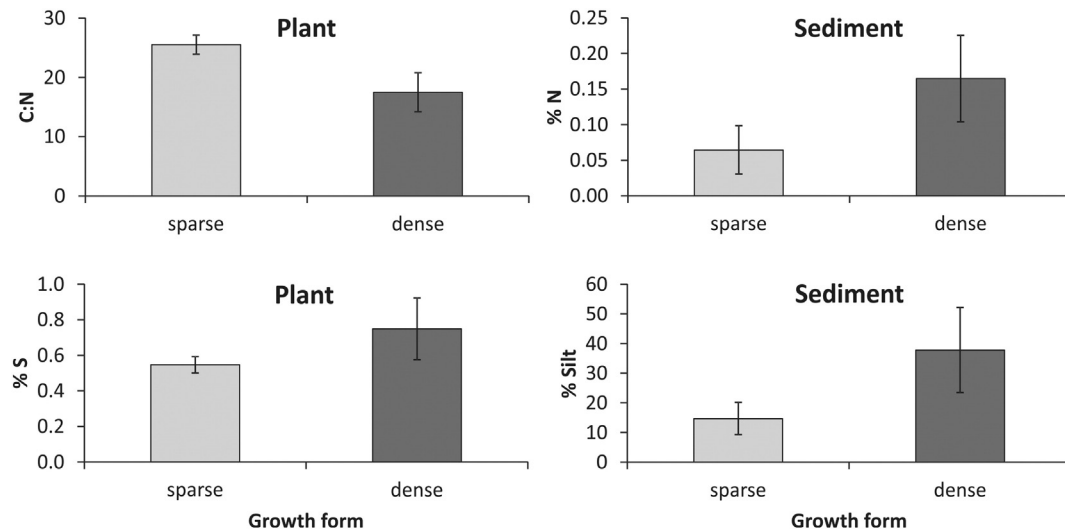 Plant
C:N
30
20
10
0
sparse
dense
Sediment
% N
0.25
0.20
0.15
0.10
0.05
0.00
sparse
dense
Plant
% S
1.0
0.8
0.6
0.4
0.2
0.0
sparse
dense
Growth form
Sediment
% Silt
60
50
40
30
20
10
0
sparse
dense
Growth form